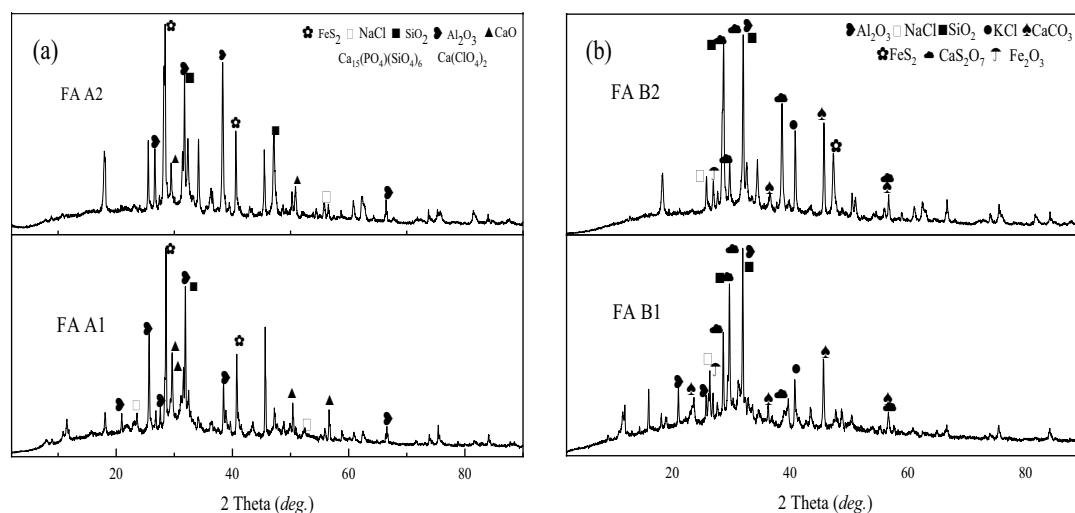 (a)
FeS₂ NaCl SiO₂ Al₂O₃ CaO
Ca₁₅(PO₄)(SiO₄)₆ Ca(ClO₄)₂
FA A2
FA A1
20 40 60 80
2 Theta (deg.)
(b)
Al₂O₃ NaCl SiO₂ KCl CaCO₃
FeS₂ CaS₂O₇ Fe₂O₃
FA B2
FA B1
20 40 60 80
2 Theta (deg.)